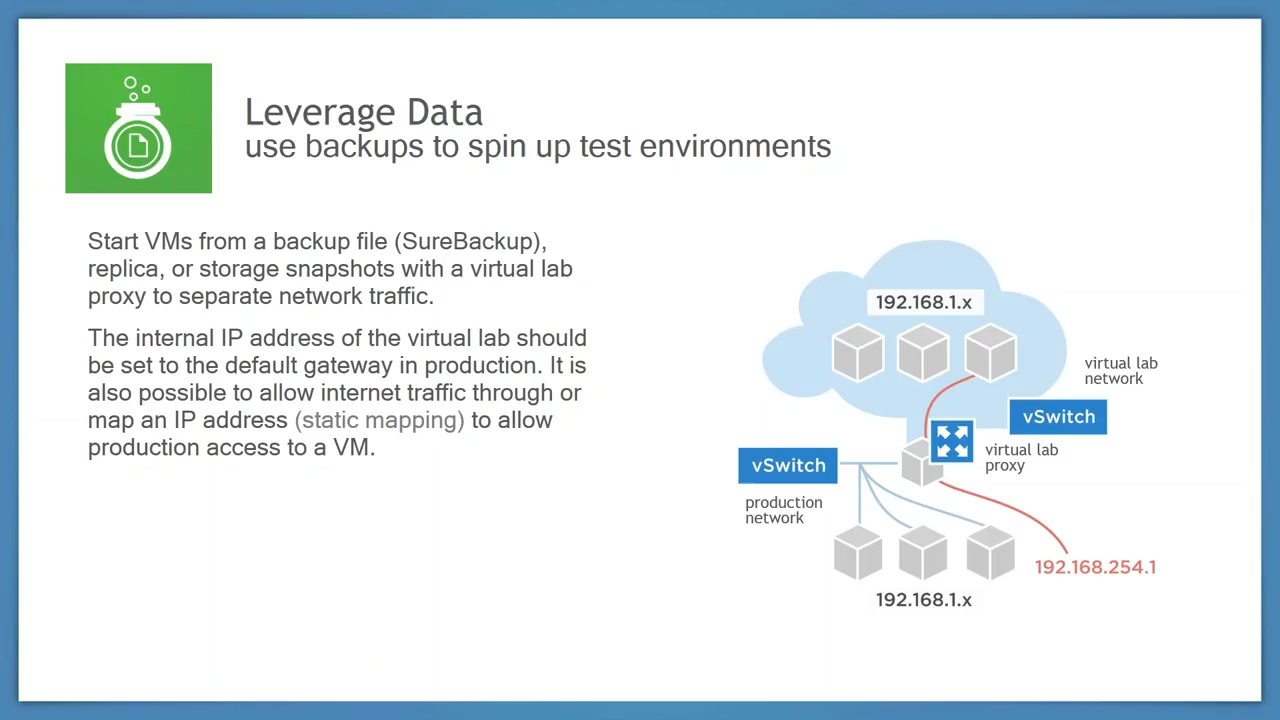 Leverage Data
use backups to spin up test environments
Start VMs from a backup file (SureBackup),
replica, or storage snapshots with a virtual lab
proxy to separate network traffic.
The internal IP address of the virtual lab should
be set to the default gateway in production. It is
also possible to allow internet traffic through or
map an IP address (static mapping) to allow
production access to a VM.
192.168.1.x
virtual lab
network
vSwitch
virtual lab
proxy
vSwitch
production
network
192.168.254.1
192.168.1.x